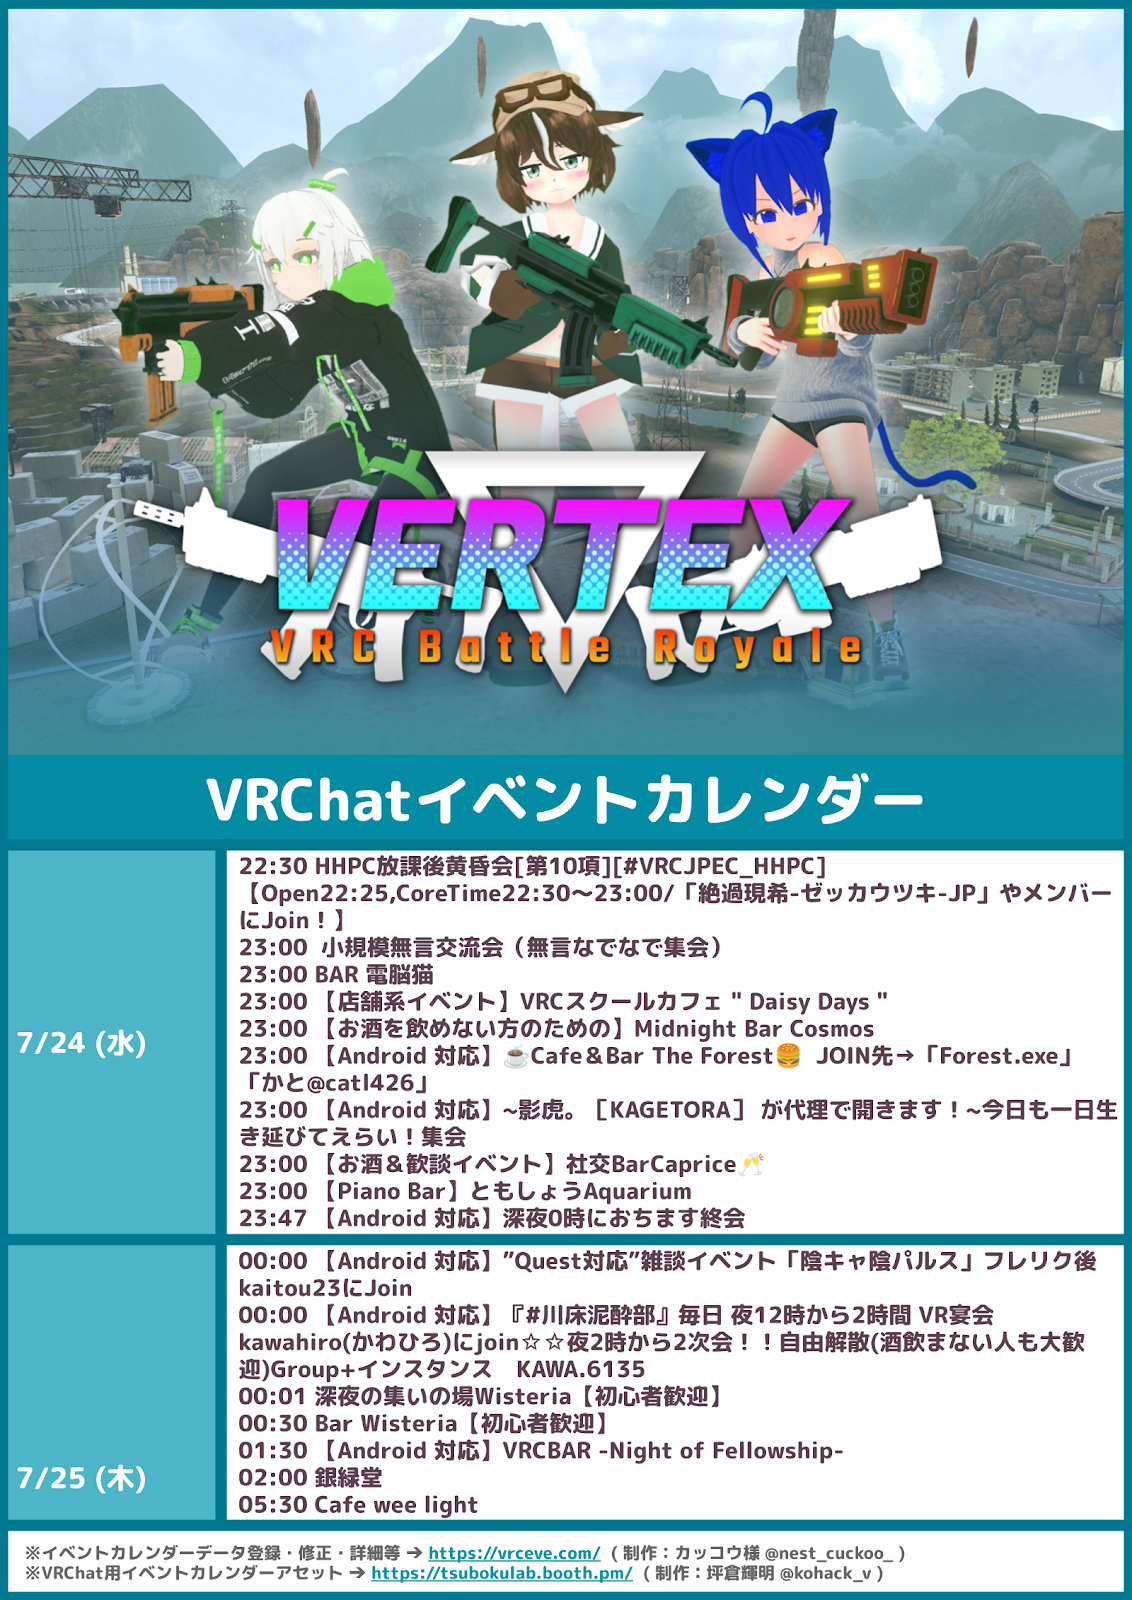 VERTEX
VRC Battle Royale
VRChatイベントカレンダー
7/24 (水)
22:30 HHPC放課後黄昏会[第10項][#VRCJPEC_HHPC]
【Open22:25,CoreTime22:30〜23:00/「絶過現希-ゼッカウツキ-JP」やメンバー
にJoin！】
23:00 小規模無言交流会（無言なでなで集会）
23:00 BAR 電脳猫
23:00 【店舗系イベント】VRCスクールカフェ " Daisy Days "
23:00 【お酒を飲めない方のための】Midnight Bar Cosmos
23:00 【Android 対応】☕Cafe＆Bar The Forest🍔 JOIN先→「Forest.exe」
「かと@catl426」
23:00 【Android 対応】~影虎。［KAGETORA］ が代理で開きます！~今日も一日生
き延びてえらい！集会
23:00 【お酒＆歓談イベント】社交BarCaprice🥂
23:00 【Piano Bar】ともしょうAquarium
23:47 【Android 対応】深夜0時におちます終会
7/25 (木)
00:00 【Android 対応】”Quest対応”雑談イベント「陰キャ陰パルス」フレリク後
kaitou23にJoin
00:00 【Android 対応】『#川床泥酔部』毎日 夜12時から2時間 VR宴会
kawahiro(かわひろ)にjoin☆☆夜2時から2次会！！自由解散(酒飲まない人も大歓
迎)Group+インスタンス　KAWA.6135
00:01 深夜の集いの場Wisteria【初心者歓迎】
00:30 Bar Wisteria【初心者歓迎】
01:30 【Android 対応】VRCBAR -Night of Fellowship-
02:00 銀緑堂
05:30 Cafe wee light
※イベントカレンダーデータ登録・修正・詳細等 → https://vrceve.com/ ( 制作：カッコウ様 @nest_cuckoo_ )
※VRChat用イベントカレンダーアセット → https://tsubokulab.booth.pm/ ( 制作：坪倉輝明 @kohack_v )